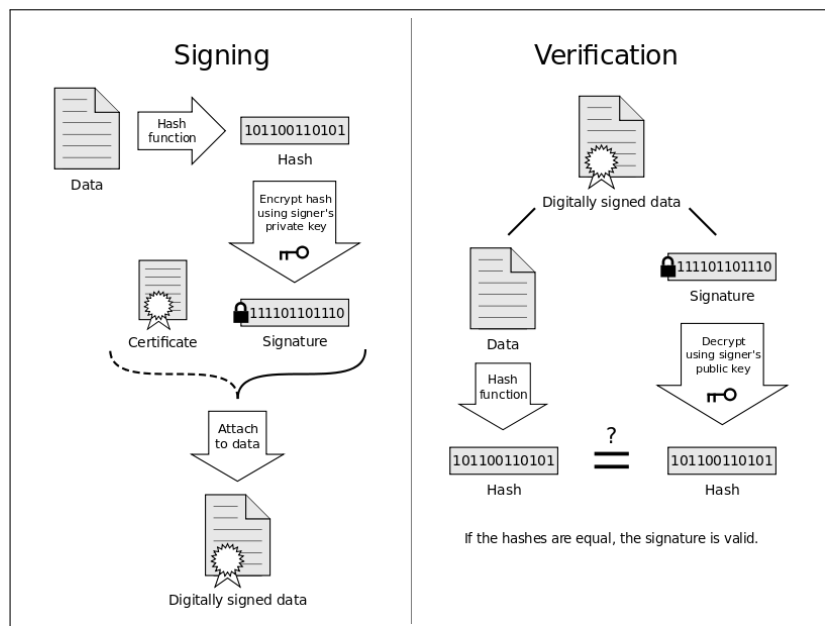 Signing
Hash
function
101100110101
Hash
Data
Encrypt hash
using signer's
private key
111101101110
Certificate
Signature
Attach
to data
Digitally signed data
Verification
Digitally signed data
111101101110
Signature
Data
Hash
function
Decrypt
using signer's
public key
?
101100110101
=
101100110101
Hash
Hash
If the hashes are equal, the signature is valid.